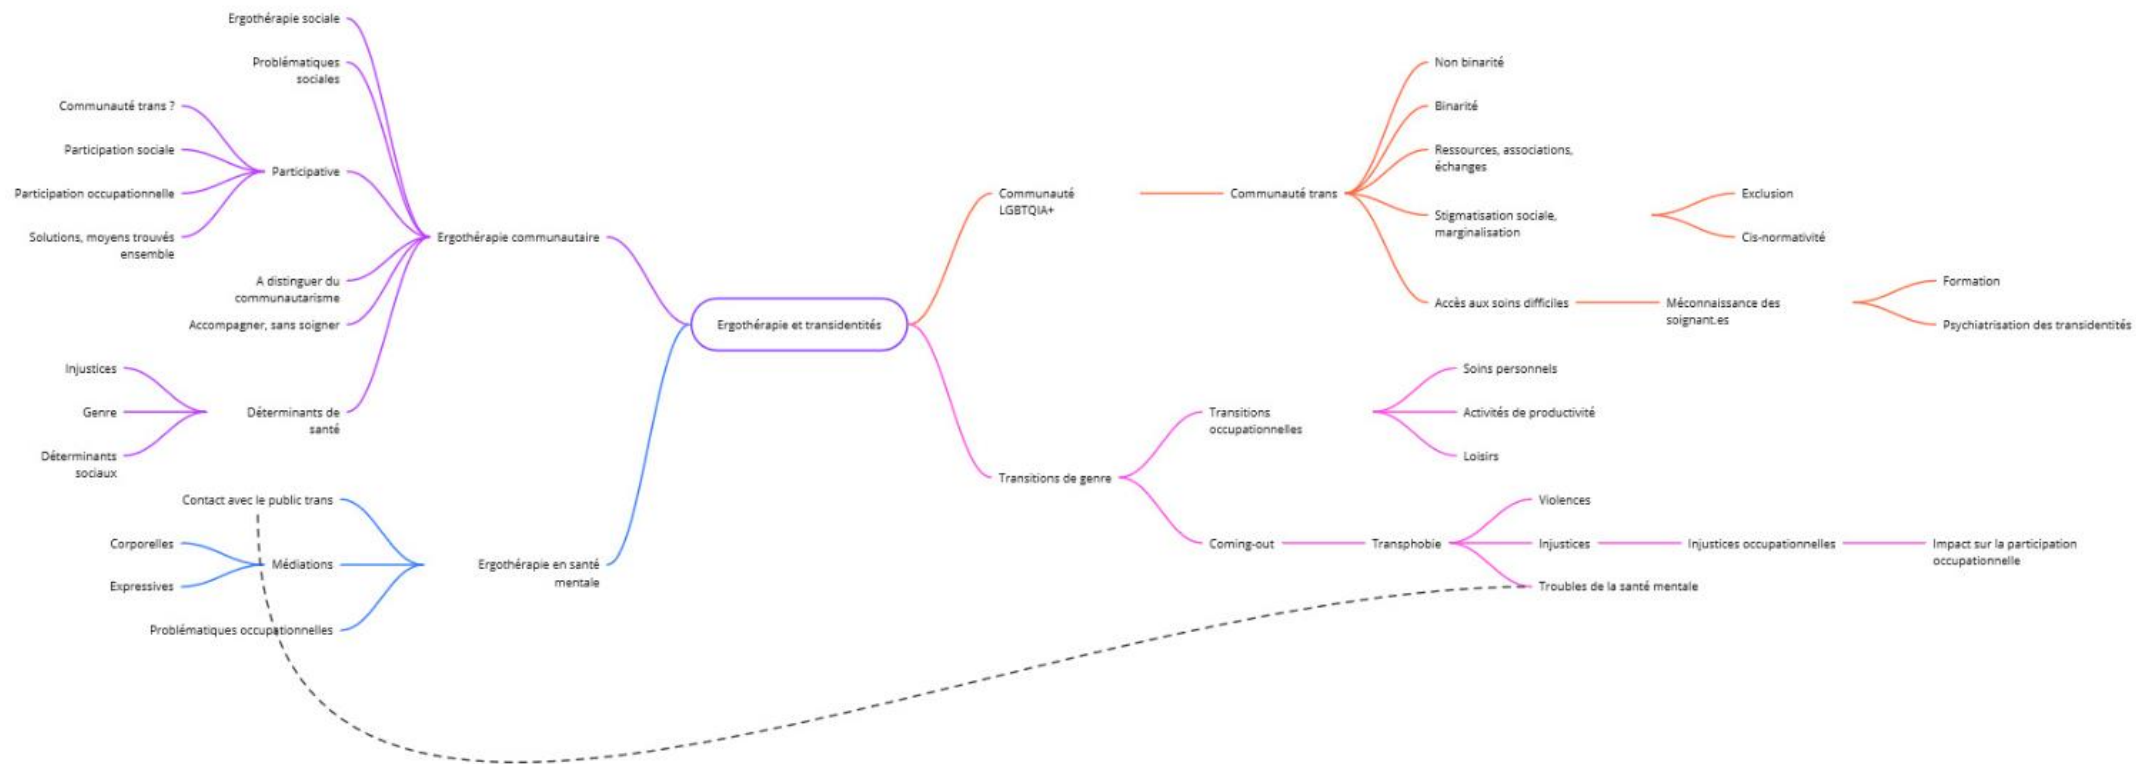 Ergothérapie et transidentités
Ergothérapie communautaire
Ergothérapie sociale
Problématiques
sociales
Participative
Communauté trans ?
Participation sociale
Participation occupationnelle
Solutions, moyens trouvés
ensemble
A distinguer du
communautarisme
Accompagner, sans soigner
Déterminants de
santé
Injustices
Genre
Déterminants
sociaux
Ergothérapie en santé
mentale
Contact avec le public trans
Médiations
Corporelles
Expressives
Problématiques occupationnelles
Communauté
LGBTQIA+
Communauté trans
Non binarité
Binarité
Ressources, associations,
échanges
Stigmatisation sociale,
marginalisation
Exclusion
Cis-normativité
Accès aux soins difficiles
Méconnaissance des
soignant.es
Formation
Psychiatrisation des transidentités
Transitions de genre
Transitions
occupationnelles
Soins personnels
Activités de productivité
Loisirs
Coming-out
Transphobie
Violences
Injustices
Injustices occupationnelles
Impact sur la participation
occupationnelle
Troubles de la santé mentale